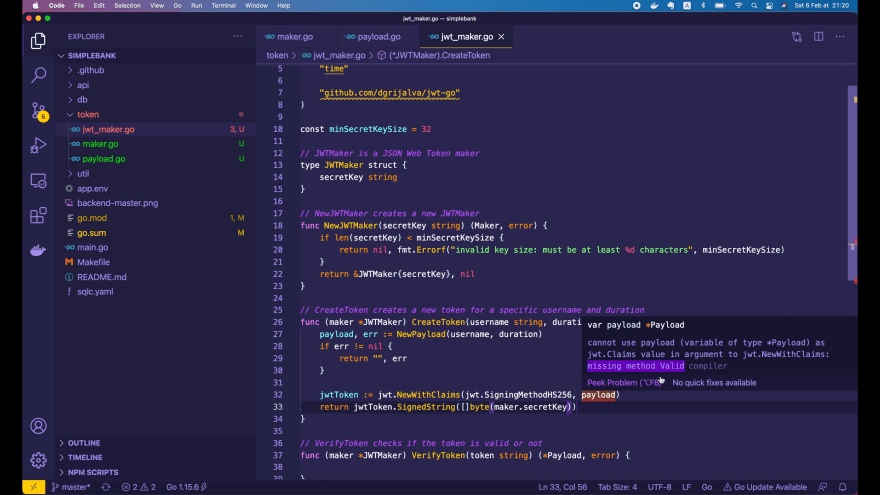 Code File Edit Selection View Go Run Terminal Window Help
A Sat 6 Feb at 21:20
jwt_maker.go — simplebank
EXPLORER ···
SIMPLEBANK
.github
api
db
token
jwt_maker.go 3, U
maker.go U
payload.go U
util
app.env
backend-master.png
go.mod 1, M
go.sum M
main.go
Makefile
README.md
sqlc.yaml
OUTLINE
TIMELINE
NPM SCRIPTS
5
maker.go payload.go jwt_maker.go
token > jwt_maker.go > (*JWTMaker).CreateToken
5 "time"
6
7 "github.com/dgrijalva/jwt-go"
8 )
9
10 const minSecretKeySize = 32
11
12 // JWTMaker is a JSON Web Token maker
13 type JWTMaker struct {
14 secretKey string
15 }
16
17 // NewJWTMaker creates a new JWTMaker
18 func NewJWTMaker(secretKey string) (Maker, error) {
19 if len(secretKey) < minSecretKeySize {
20 return nil, fmt.Errorf("invalid key size: must be at least %d characters", minSecretKeySize)
21 }
22 return &JWTMaker{secretKey}, nil
23 }
24
25 // CreateToken creates a new token for a specific username and duration
26 func (maker *JWTMaker) CreateToken(username string, durati
27 payload, err := NewPayload(username, duration)
28 if err != nil {
29 return "", err
30 }
31
32 jwtToken := jwt.NewWithClaims(jwt.SigningMethodHS256, payload)
33 return jwtToken.SignedString([]byte(maker.secretKey))
34 }
35
36 // VerifyToken checks if the token is valid or not
37 func (maker *JWTMaker) VerifyToken(token string) (*Payload, error) {
38
39 }
var payload *Payload
cannot use payload (variable of type *Payload) as
jwt.Claims value in argument to jwt.NewWithClaims:
missing method Valid compiler
Peek Problem (⌥F8) No quick fixes available
master* 2 2 Go 1.15.6 Ln 33, Col 56 Tab Size: 4 UTF-8 LF Go Go Update Available